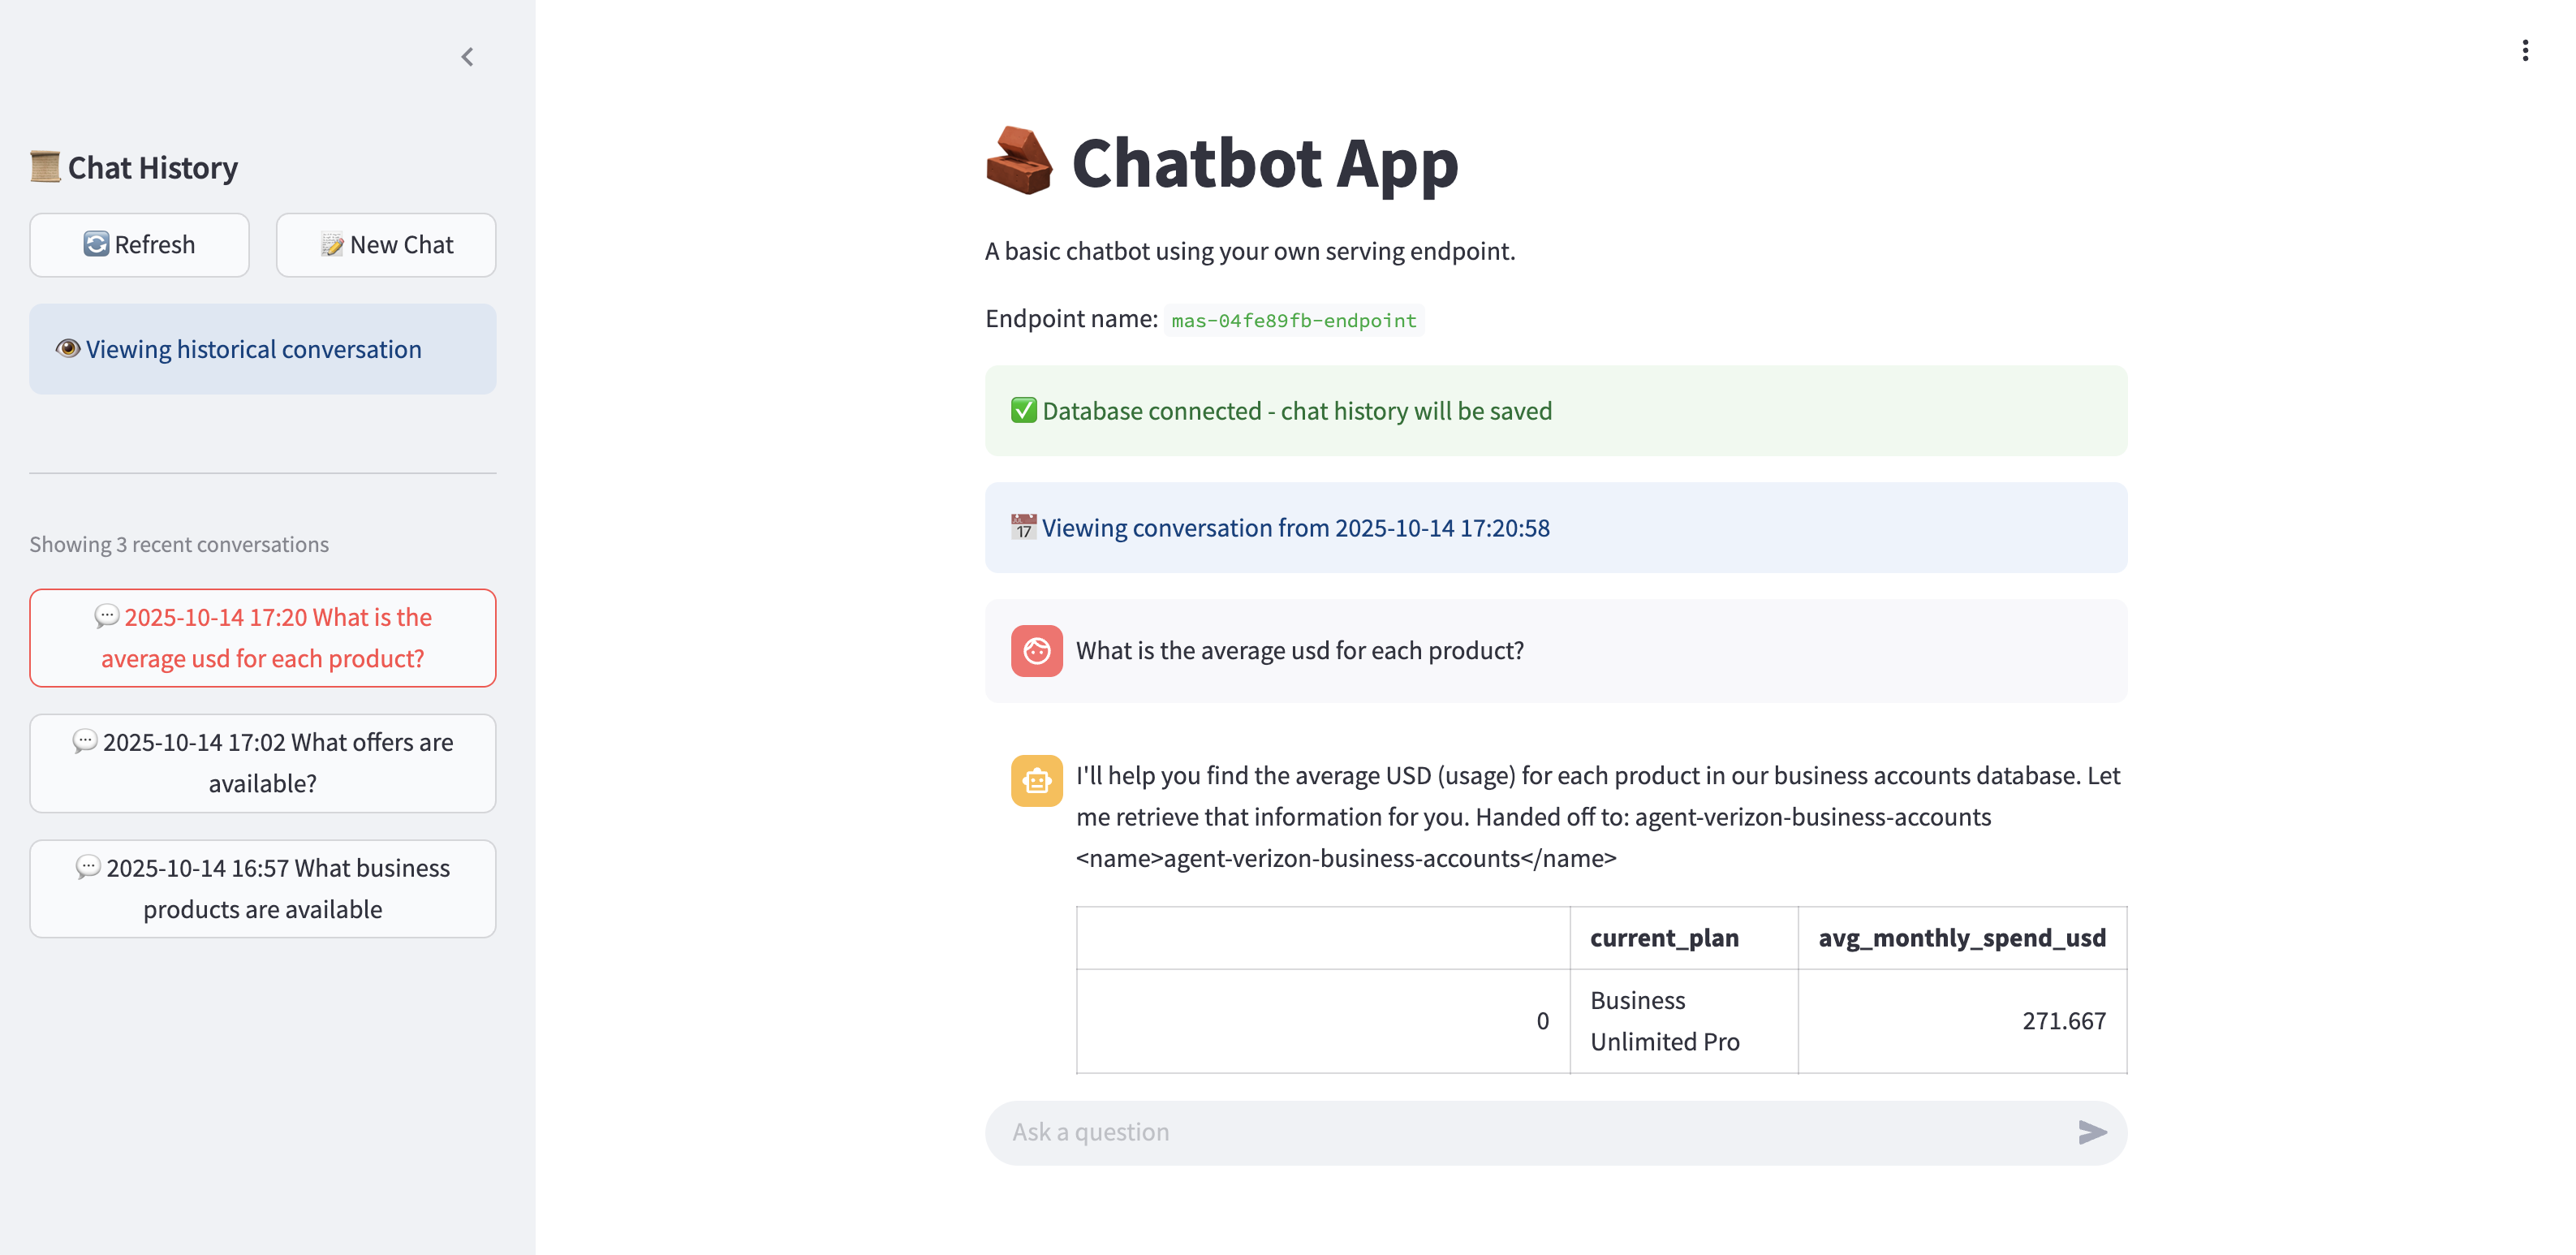 Chat History
Refresh
New Chat
Viewing historical conversation
Showing 3 recent conversations
2025-10-14 17:20 What is the
average usd for each product?
2025-10-14 17:02 What offers are
available?
2025-10-14 16:57 What business
products are available
Chatbot App
A basic chatbot using your own serving endpoint.
Endpoint name: mas-04fe89fb-endpoint
Database connected - chat history will be saved
17 Viewing conversation from 2025-10-14 17:20:58
What is the average usd for each product?
I'll help you find the average USD (usage) for each product in our business accounts database. Let
me retrieve that information for you. Handed off to: agent-verizon-business-accounts
<name>agent-verizon-business-accounts</name>
current_plan avg_monthly_spend_usd
0 Business
Unlimited Pro 271.667
Ask a question